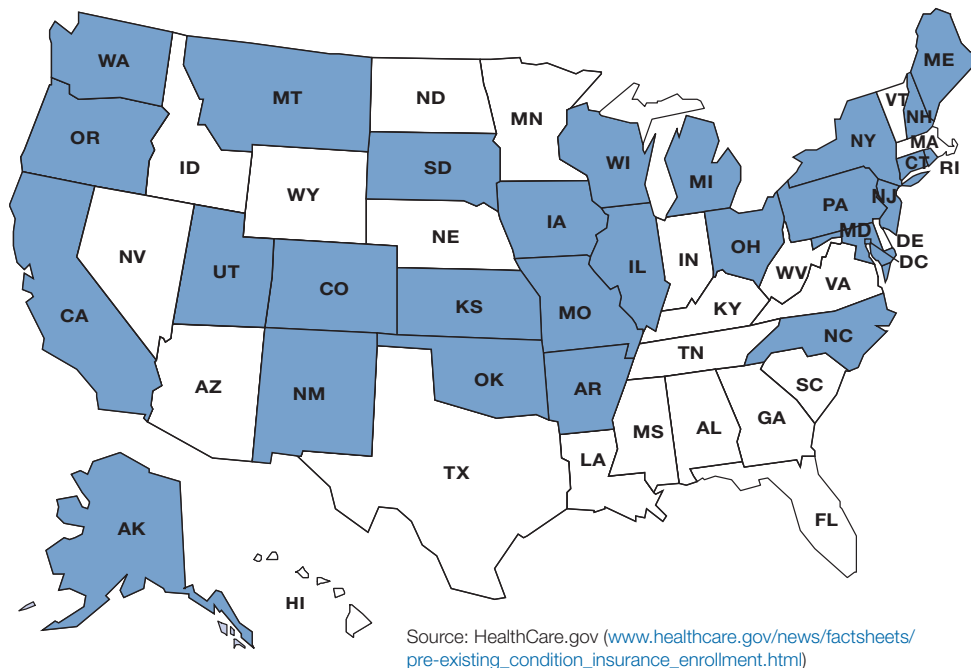 ME
WA
MT
ND
VT
MN
NH
OR
NY
MA
WI
CT
RI
ID
SD
MI
WY
PA
NJ
IA
NE
OH
MD
DE
NV
IL
IN
DC
UT
WV
CO
VA
CA
KS
MO
KY
NC
TN
AZ
OK
SC
NM
AR
GA
MS
AL
LA
TX
FL
AK
HI
Source: HealthCare.gov (www.healthcare.gov/news/factsheets/
pre-existing_condition_insurance_enrollment.html)